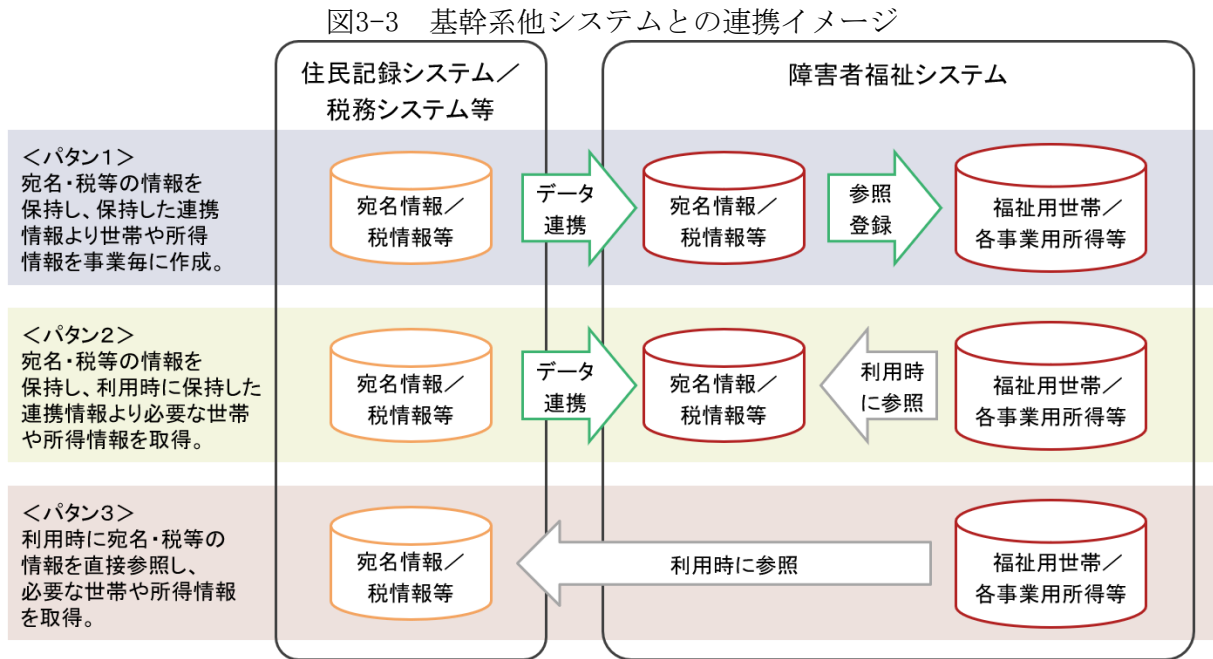 図3-3　基幹系他システムとの連携イメージ
住民記録システム／
税務システム等
障害者福祉システム
＜パタン1＞
宛名・税等の情報を
保持し、保持した連携
情報より世帯や所得
情報を事業毎に作成。
宛名情報／
税情報等
データ
連携
宛名情報／
税情報等
参照
登録
福祉用世帯／
各事業用所得等
＜パタン2＞
宛名・税等の情報を
保持し、利用時に保持した
連携情報より必要な世帯
や所得情報を取得。
宛名情報／
税情報等
データ
連携
宛名情報／
税情報等
利用時
に参照
福祉用世帯／
各事業用所得等
＜パタン3＞
利用時に宛名・税等の
情報を直接参照し、
必要な世帯や所得情報
を取得。
宛名情報／
税情報等
利用時に参照
福祉用世帯／
各事業用所得等